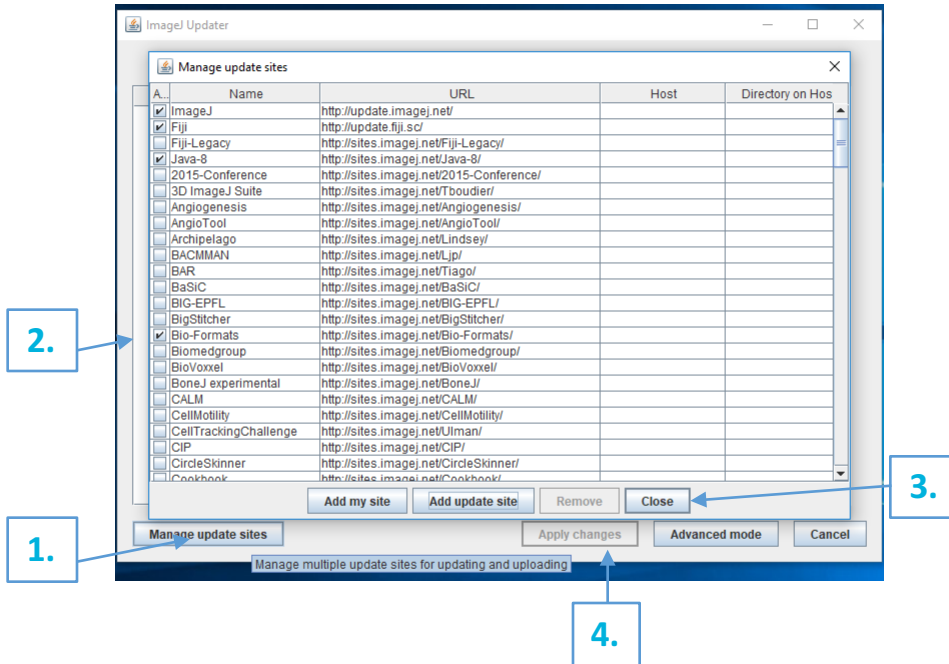 ImageJ Updater
Manage update sites
A... Name URL Host Directory on Hos
ImageJ http://update.imagej.net/
Fiji http://update.fiji.sc/
Fiji-Legacy http://sites.imagej.net/Fiji-Legacy/
Java-8 http://sites.imagej.net/Java-8/
2015-Conference http://sites.imagej.net/2015-Conference/
3D ImageJ Suite http://sites.imagej.net/Tboudier/
Angiogenesis http://sites.imagej.net/Angiogenesis/
AngioTool http://sites.imagej.net/AngioTool/
Archipelago http://sites.imagej.net/Lindsey/
BACMMAN http://sites.imagej.net/Ljp/
BAR http://sites.imagej.net/Tiago/
BaSiC http://sites.imagej.net/BaSiC/
BIG-EPFL http://sites.imagej.net/BIG-EPFL/
BigStitcher http://sites.imagej.net/BigStitcher/
2.
Bio-Formats http://sites.imagej.net/Bio-Formats/
Biomedgroup http://sites.imagej.net/Biomedgroup/
BioVoxxel http://sites.imagej.net/BioVoxxel/
BoneJ experimental http://sites.imagej.net/BoneJ/
CALM http://sites.imagej.net/CALM/
CellMotility http://sites.imagej.net/CellMotility/
CellTrackingChallenge http://sites.imagej.net/Ulman/
CIP http://sites.imagej.net/CIP/
CircleSkinner http://sites.imagej.net/CircleSkinner/
Cookbook http://sites.imagej.net/Cookbook/
Add my site Add update site Remove Close
3.
Manage update sites Apply changes Advanced mode Cancel
1.
Manage multiple update sites for updating and uploading
4.